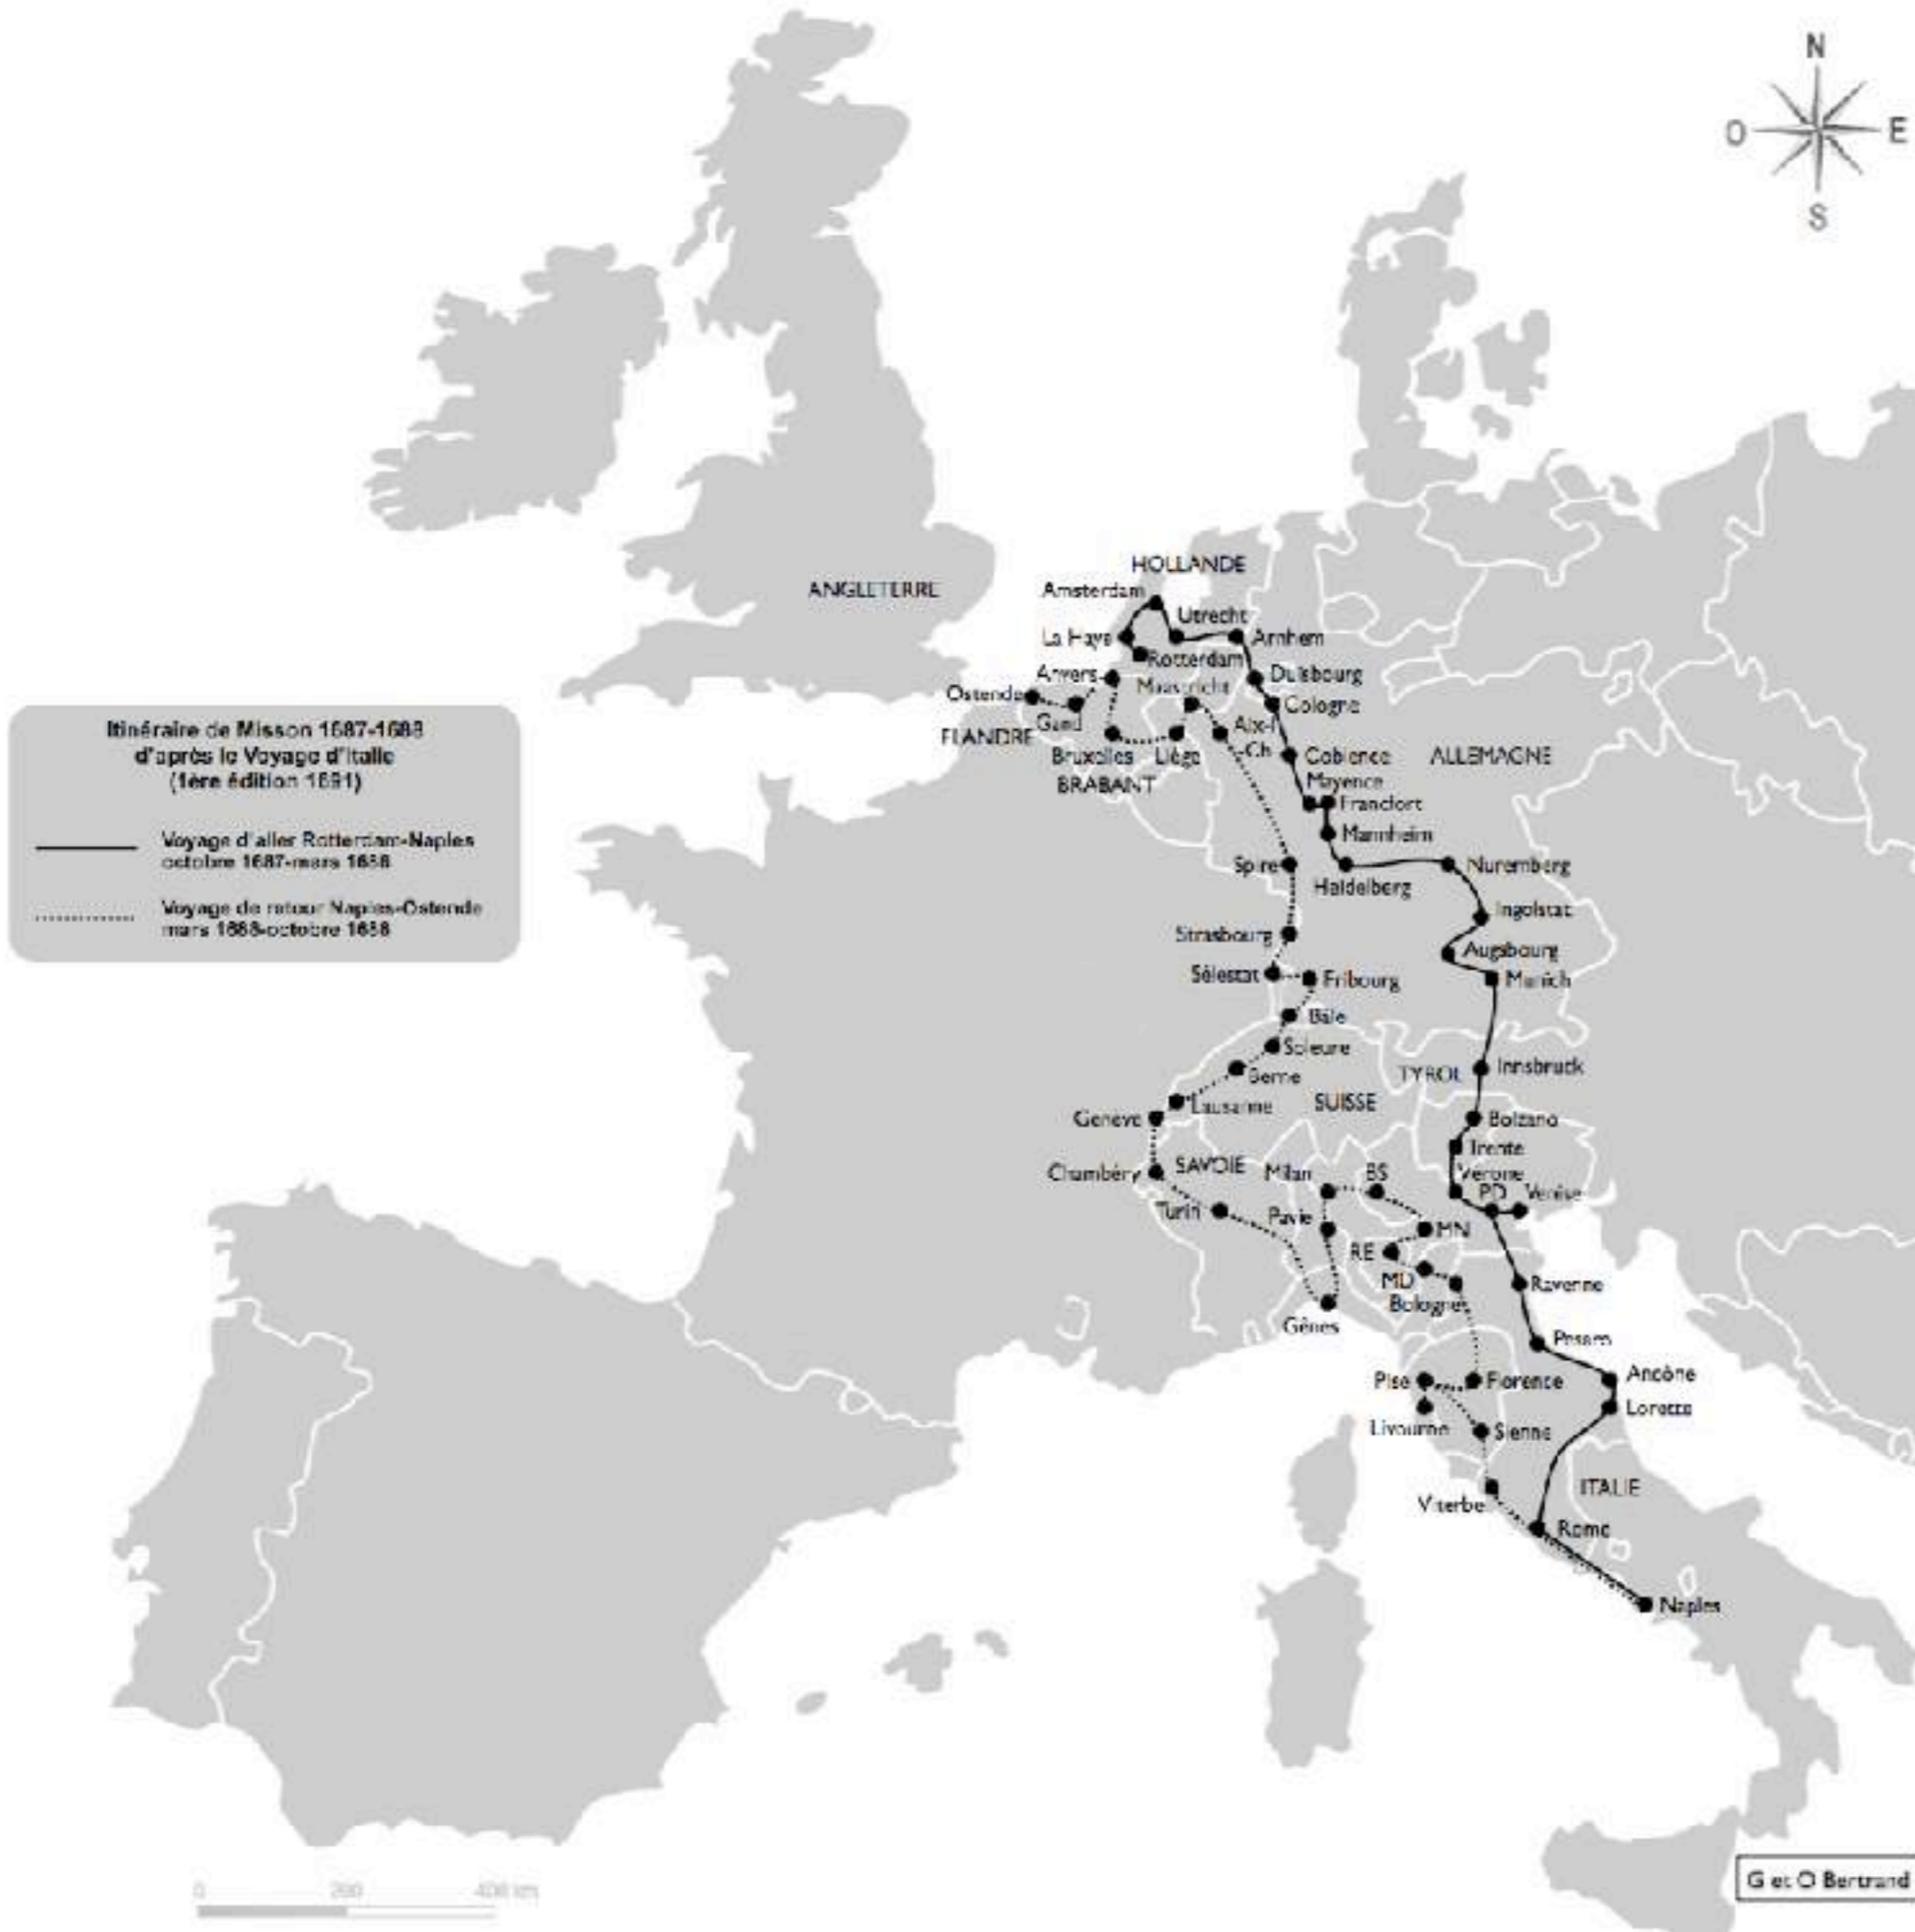 N
O
E
S
HOLLANDE
ANGLETERRE
Amsterdam
Utrecht
La Haye
Arnhem
Rotterdam
Anvers
Duisbourg
Maastricht
Ostende
Cologne
Gand
Aix-l
FLANDRE
Ch
Bruxelles
Liège
Coblence
ALLEMAGNE
BRABANT
Mayence
Francfort
Mannheim
Spire
Nuremberg
Heidelberg
Ingolstat
Strasbourg
Augsbourg
Sélestat
Fribourg
Munich
Bâle
Soleure
Berne
TYROL
Innsbruck
Lausanne
SUISSE
Genève
Bolzano
Trente
Chambéry
SAVOIE
Milan
BS
Vérone
PD
Venise
Turin
Pavie
MN
RE
MD
Ravenne
Bologne
Gênes
Pesaro
Pise
Florence
Ancône
Lorette
Livourne
Sienne
ITALIE
Viterbe
Rome
Naples
Itinéraire de Misson 1687-1688
d'après le Voyage d'Italie
(1ère édition 1691)
Voyage d'aller Rotterdam-Naples
octobre 1687-mars 1688
Voyage de retour Naples-Ostende
mars 1688-octobre 1688
0 200 400 km
G et O Bertrand